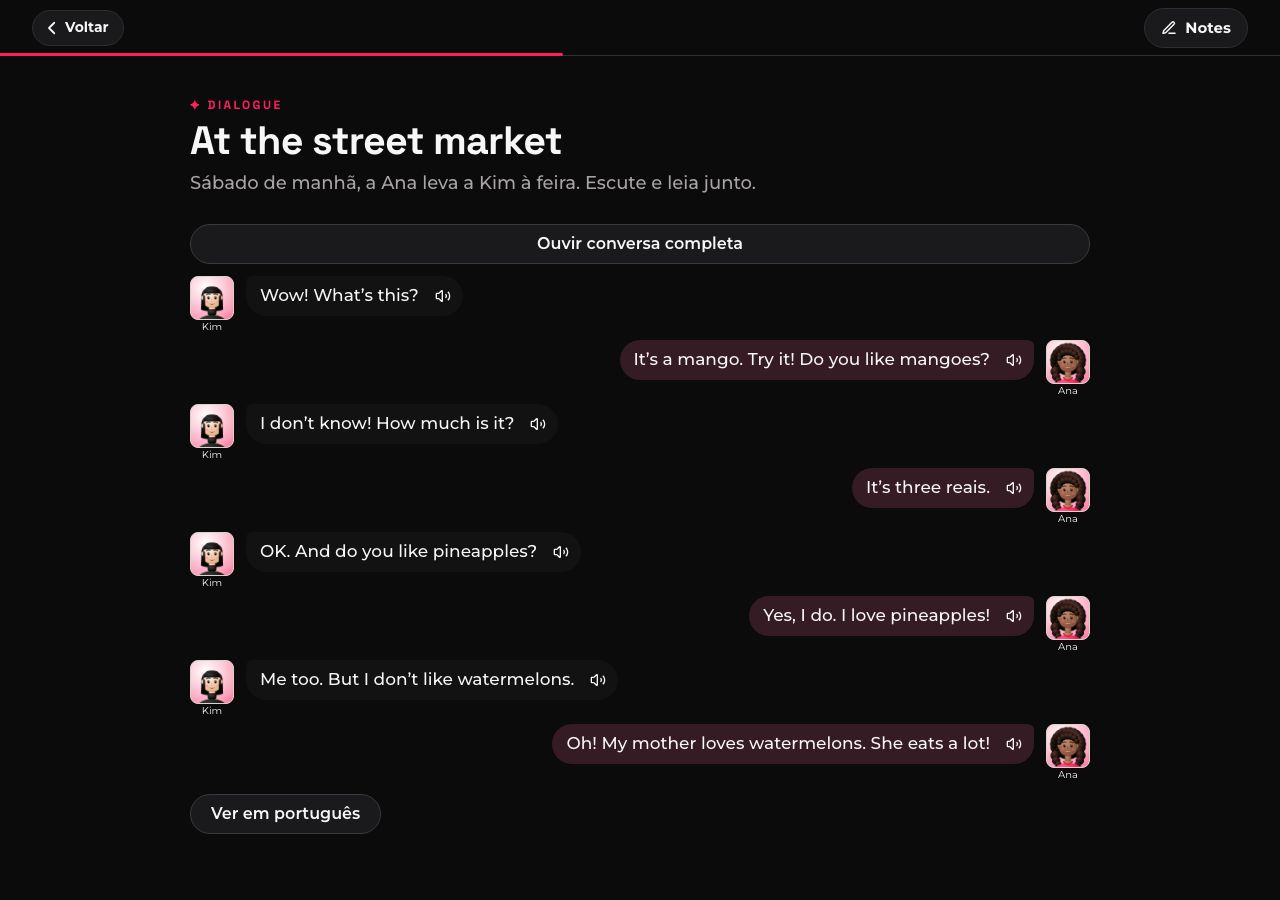 Voltar
Notes
DIALOGUE
At the street market
Sábado de manhã, a Ana leva a Kim à feira. Escute e leia junto.
Ouvir conversa completa
Wow! What’s this?
Kim
It’s a mango. Try it! Do you like mangoes?
Ana
I don’t know! How much is it?
Kim
It’s three reais.
Ana
OK. And do you like pineapples?
Kim
Yes, I do. I love pineapples!
Ana
Me too. But I don’t like watermelons.
Kim
Oh! My mother loves watermelons. She eats a lot!
Ana
Ver em português